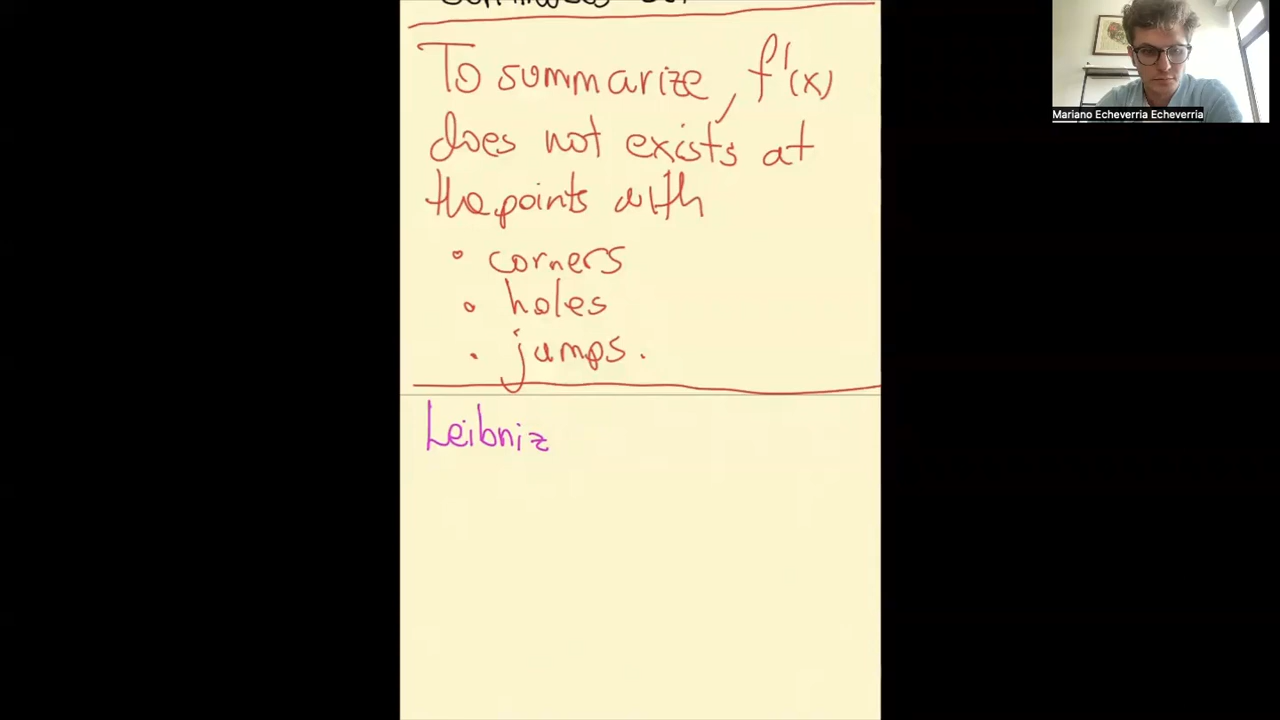 To summarize, f'(x)
does not exists at
the points with
• corners
• holes
• jumps.
Leibniz
Mariano Echeverria Echeverria